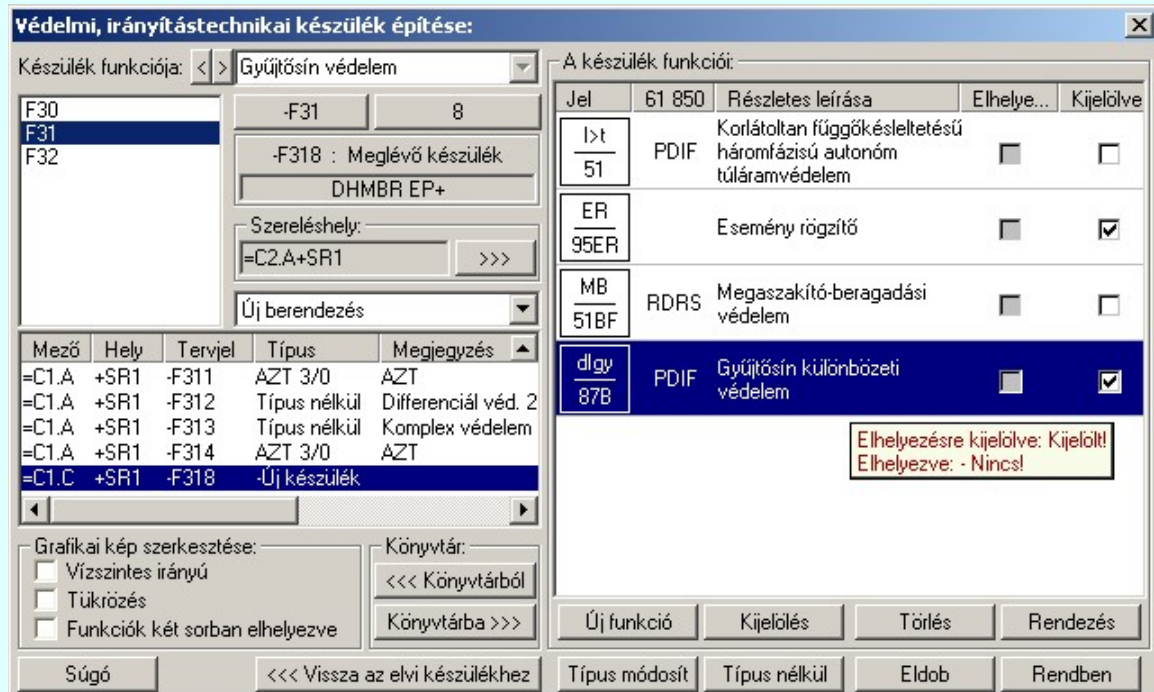 Védelmi, irányítástechnikai készülék építése:
Készülék funkciója: < > Gyűjtősín védelem
F30
F31
F32
-F31 8
-F318 : Meglévő készülék
DHMBR EP+
Szereléshely:
=C2.A+SR1 >>>
Új berendezés
Mező Hely Tervjel Típus Megjegyzés
=C1.A +SR1 -F311 AZT 3/0 AZT
=C1.A +SR1 -F312 Típus nélkül Differenciál véd. 2
=C1.A +SR1 -F313 Típus nélkül Komplex védelem
=C1.A +SR1 -F314 AZT 3/0 AZT
=C1.C +SR1 -F318 -Új készülék
Grafikai kép szerkesztése:
Vízszintes irányú
Tükrözés
Funkciók két sorban elhelyezve
Könyvtár:
<<< Könyvtárból
Könyvtárba >>>
Súgó <<< Vissza az elvi készülékhez
A készülék funkciói:
Jel 61 850 Részletes leírása Elhelye... Kijelölve
I>t
51
PDIF
Korlátoltan függőkésleltetésű
háromfázisú autonóm
túláramvédelem
ER
95ER
Esemény rögzítő
MB
51BF
RDRS
Megaszakító-beragadási
védelem
dIgy
87B
PDIF
Gyűjtősín különbözeti
védelem
Elhelyezésre kijelölve: Kijelölt!
Elhelyezve: - Nincs!
Új funkció Kijelölés Törlés Rendezés
Típus módosít Típus nélkül Eldob Rendben